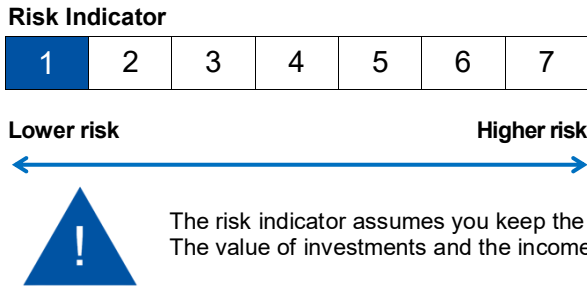 Risk Indicator
1 2 3 4 5 6 7
Lower risk Higher risk
!
The risk indicator assumes you keep the
The value of investments and the income